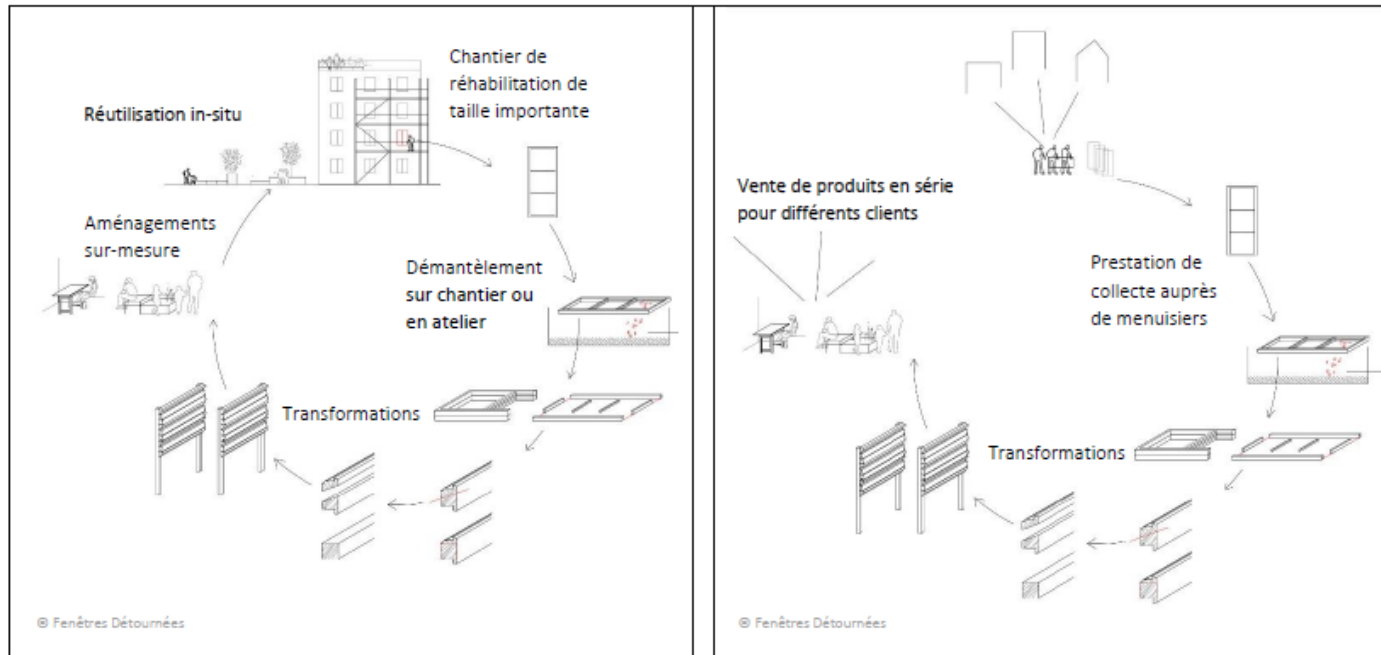 Chantier de
réhabilitation de
taille importante
Réutilisation in-situ
Aménagements
sur-mesure
Démantèlement
sur chantier ou
en atelier
Transformations
® Fenêtres Détournées
Vente de produits en série
pour différents clients
Prestation de
collecte auprès
de menuisiers
Transformations
® Fenêtres Détournées